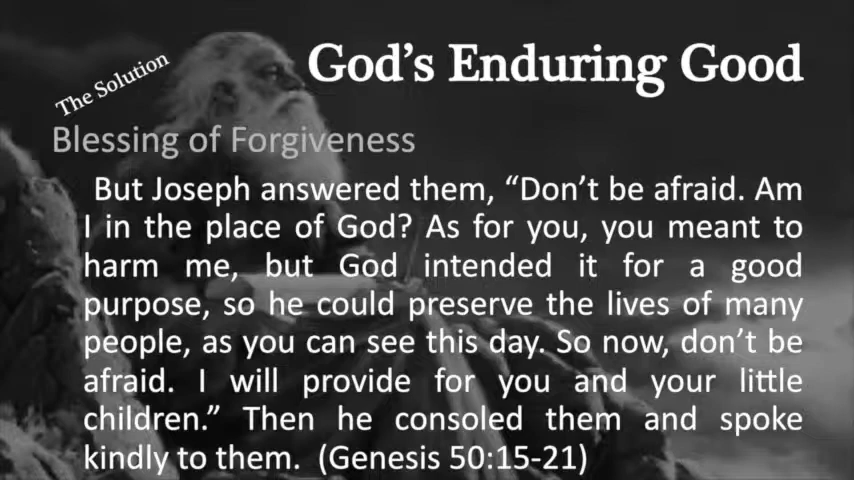 The Solution
God's Enduring Good
Blessing of Forgiveness
But Joseph answered them, “Don't be afraid. Am
I in the place of God? As for you, you meant to
harm me, but God intended it for a good
purpose, so he could preserve the lives of many
people, as you can see this day. So now, don't be
afraid. I will provide for you and your little
children.” Then he consoled them and spoke
kindly to them. (Genesis 50:15-21)